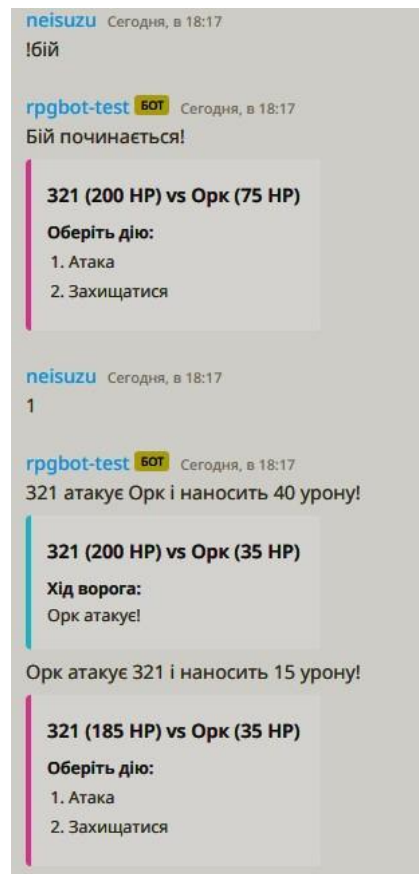 neisuzu Сегодня, в 18:17
!бій
rpgbot-test БОТ Сегодня, в 18:17
Бій починається!
321 (200 HP) vs Орк (75 HP)
Оберіть дію:
1. Атака
2. Захищатися
neisuzu Сегодня, в 18:17
1
rpgbot-test БОТ Сегодня, в 18:17
321 атакує Орк і наносить 40 урону!
321 (200 HP) vs Орк (35 HP)
Хід ворога:
Орк атакує!
Орк атакує 321 і наносить 15 урону!
321 (185 HP) vs Орк (35 HP)
Оберіть дію:
1. Атака
2. Захищатися